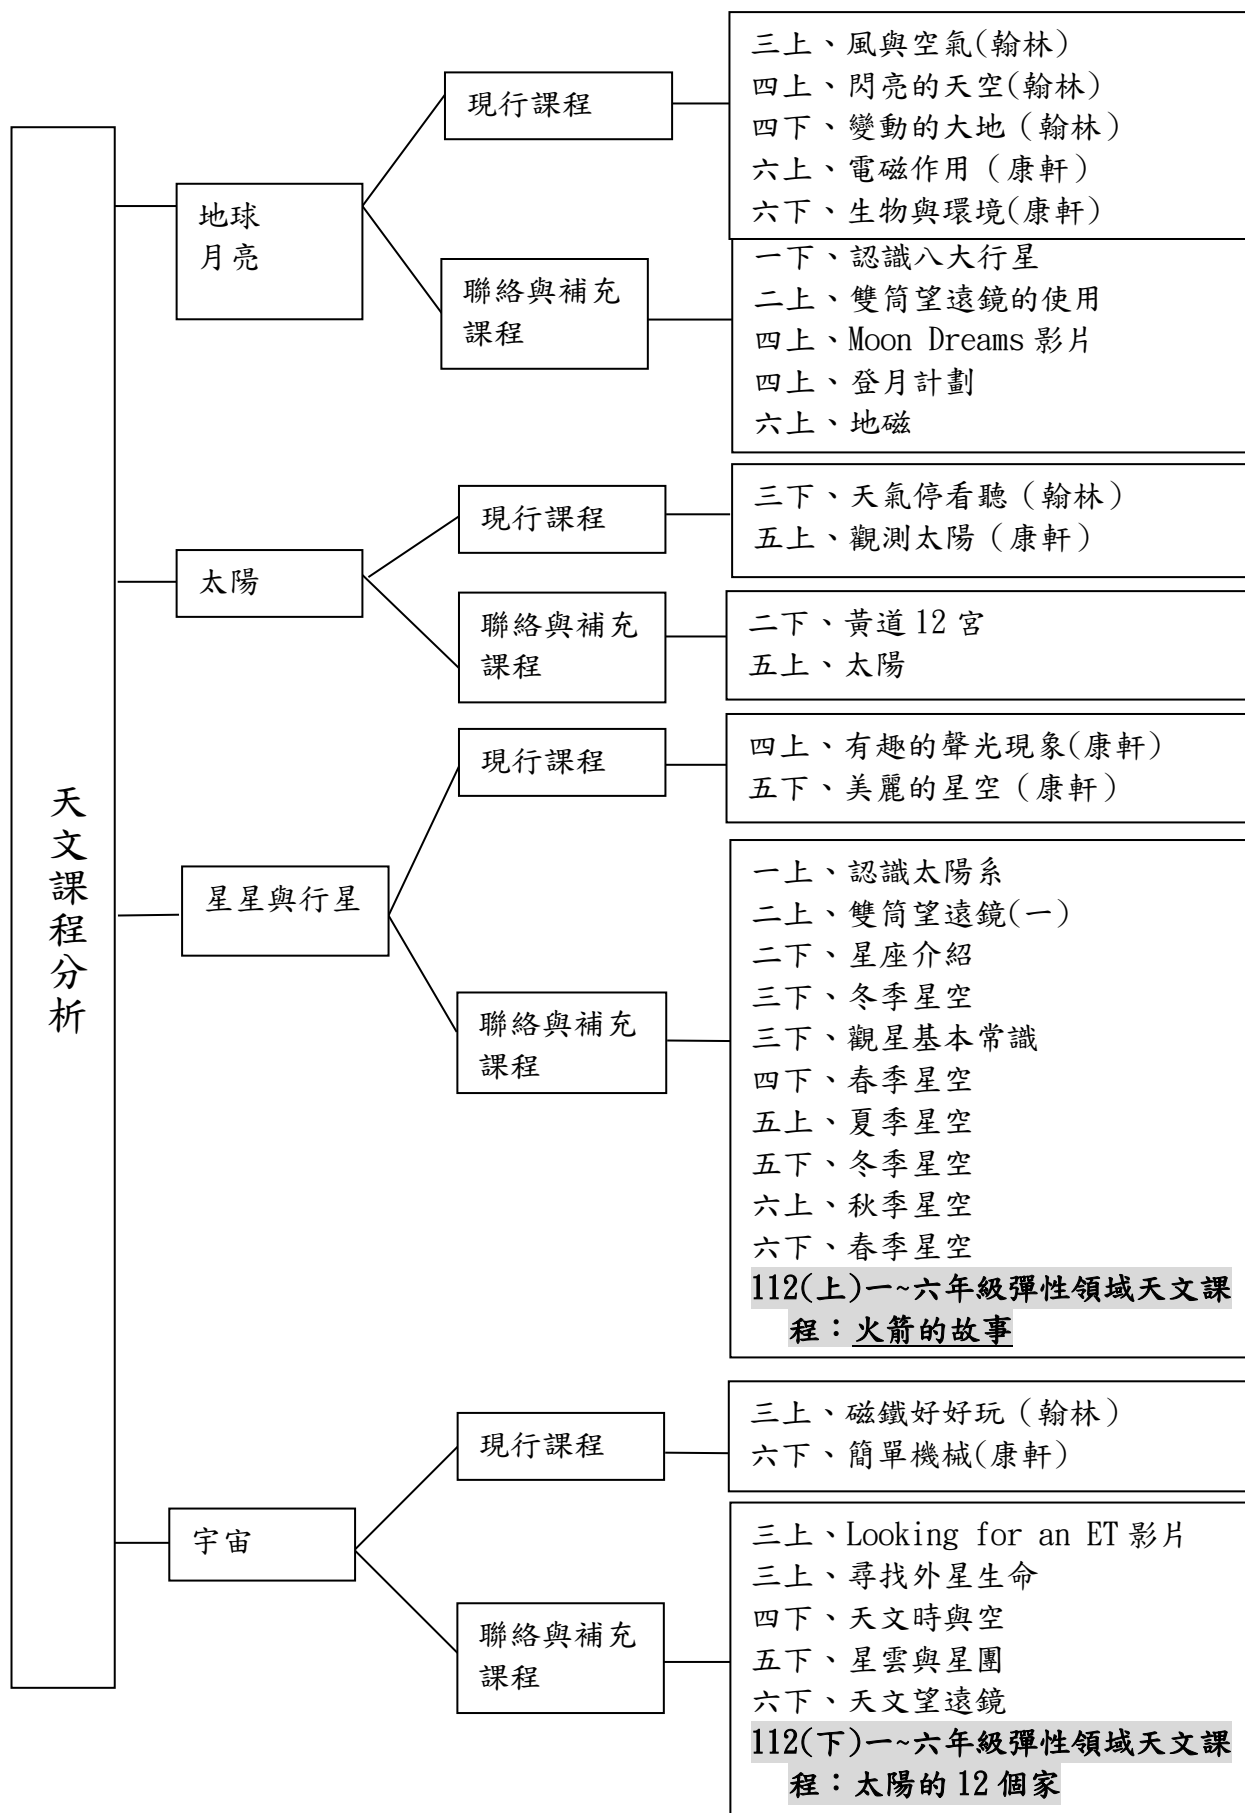 天文課程分析
地球
月亮
現行課程
三上、風與空氣(翰林)
四上、閃亮的天空(翰林)
四下、變動的大地（翰林）
六上、電磁作用（康軒）
六下、生物與環境(康軒)
聯絡與補充
課程
一下、認識八大行星
二上、雙筒望遠鏡的使用
四上、Moon Dreams 影片
四上、登月計劃
六上、地磁
太陽
現行課程
三下、天氣停看聽（翰林）
五上、觀測太陽（康軒）
聯絡與補充
課程
二下、黃道 12 宮
五上、太陽
星星與行星
現行課程
四上、有趣的聲光現象(康軒)
五下、美麗的星空（康軒）
聯絡與補充
課程
一上、認識太陽系
二上、雙筒望遠鏡(一)
二下、星座介紹
三下、冬季星空
三下、觀星基本常識
四下、春季星空
五上、夏季星空
五下、冬季星空
六上、秋季星空
六下、春季星空
112(上)一~六年級彈性領域天文課
程：火箭的故事
宇宙
現行課程
三上、磁鐵好好玩（翰林）
六下、簡單機械(康軒)
聯絡與補充
課程
三上、Looking for an ET 影片
三上、尋找外星生命
四下、天文時與空
五下、星雲與星團
六下、天文望遠鏡
112(下)一~六年級彈性領域天文課
程：太陽的 12 個家